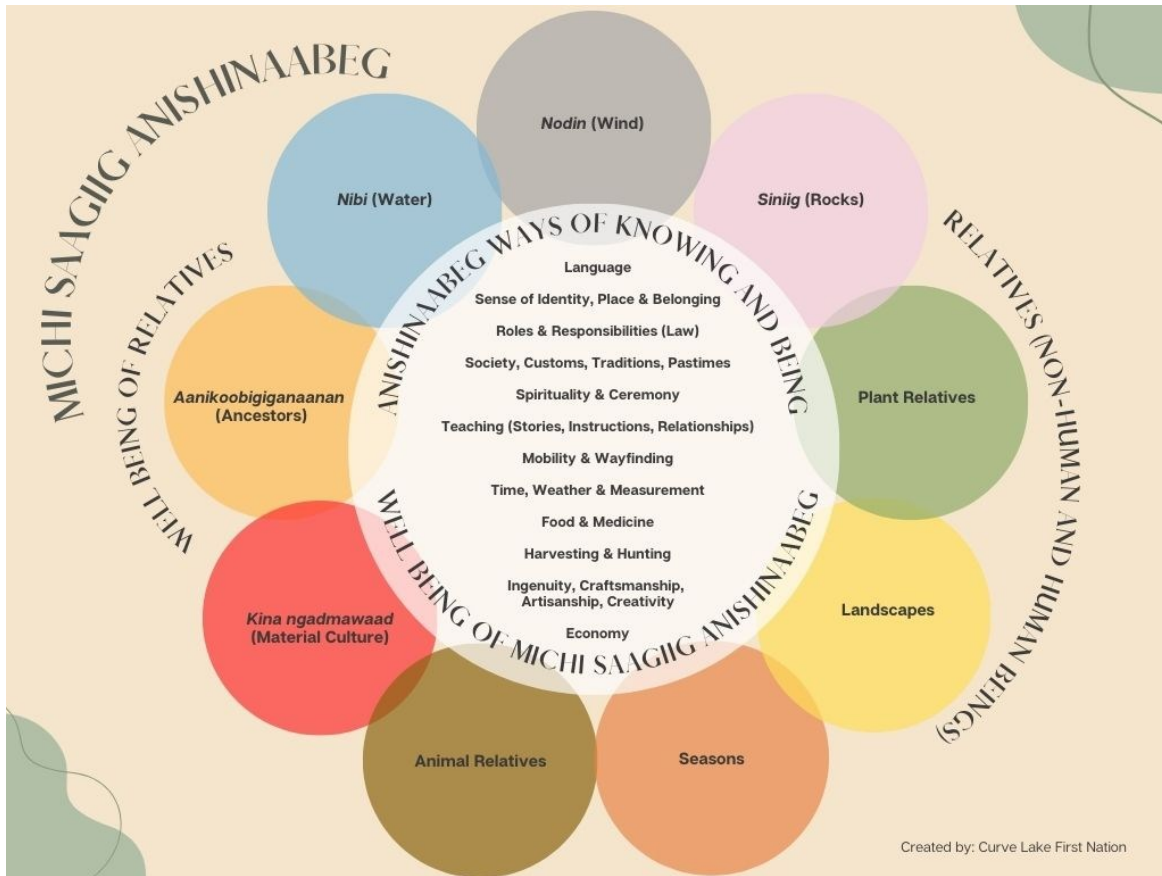 MICHI SAAGIIG ANISHINAABEG
WELL BEING OF RELATIVES
RELATIVES (NON-HUMAN AND HUMAN BEINGS)
Nodin (Wind)
Nibi (Water)
Siniig (Rocks)
Aanikoobigiganaanan
(Ancestors)
Plant Relatives
Kina ngadmawaad
(Material Culture)
Landscapes
Animal Relatives
Seasons
ANISHINAABEG WAYS OF KNOWING AND BEING
Language
Sense of Identity, Place & Belonging
Roles & Responsibilities (Law)
Society, Customs, Traditions, Pastimes
Spirituality & Ceremony
Teaching (Stories, Instructions, Relationships)
Mobility & Wayfinding
Time, Weather & Measurement
Food & Medicine
Harvesting & Hunting
Ingenuity, Craftsmanship,
Artisanship, Creativity
Economy
WELL BEING OF MICHI SAAGIIG ANISHINAABEG
Created by: Curve Lake First Nation